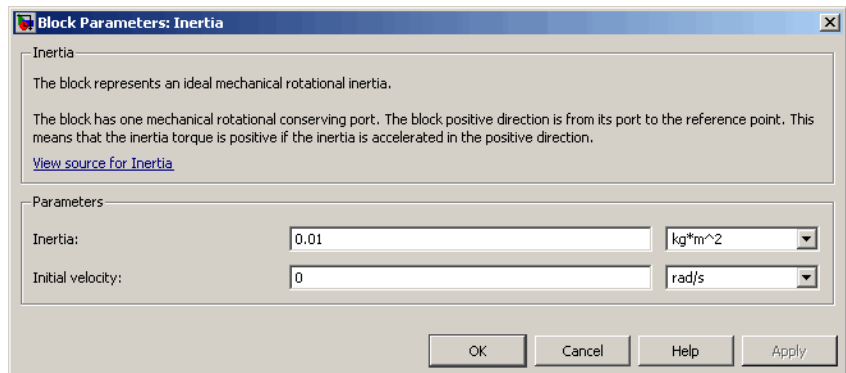 Block Parameters: Inertia
Inertia
The block represents an ideal mechanical rotational inertia.
The block has one mechanical rotational conserving port. The block positive direction is from its port to the reference point. This
means that the inertia torque is positive if the inertia is accelerated in the positive direction.
View source for Inertia
Parameters
Inertia: 0.01 kg*m^2
Initial velocity: 0 rad/s
OK Cancel Help Apply